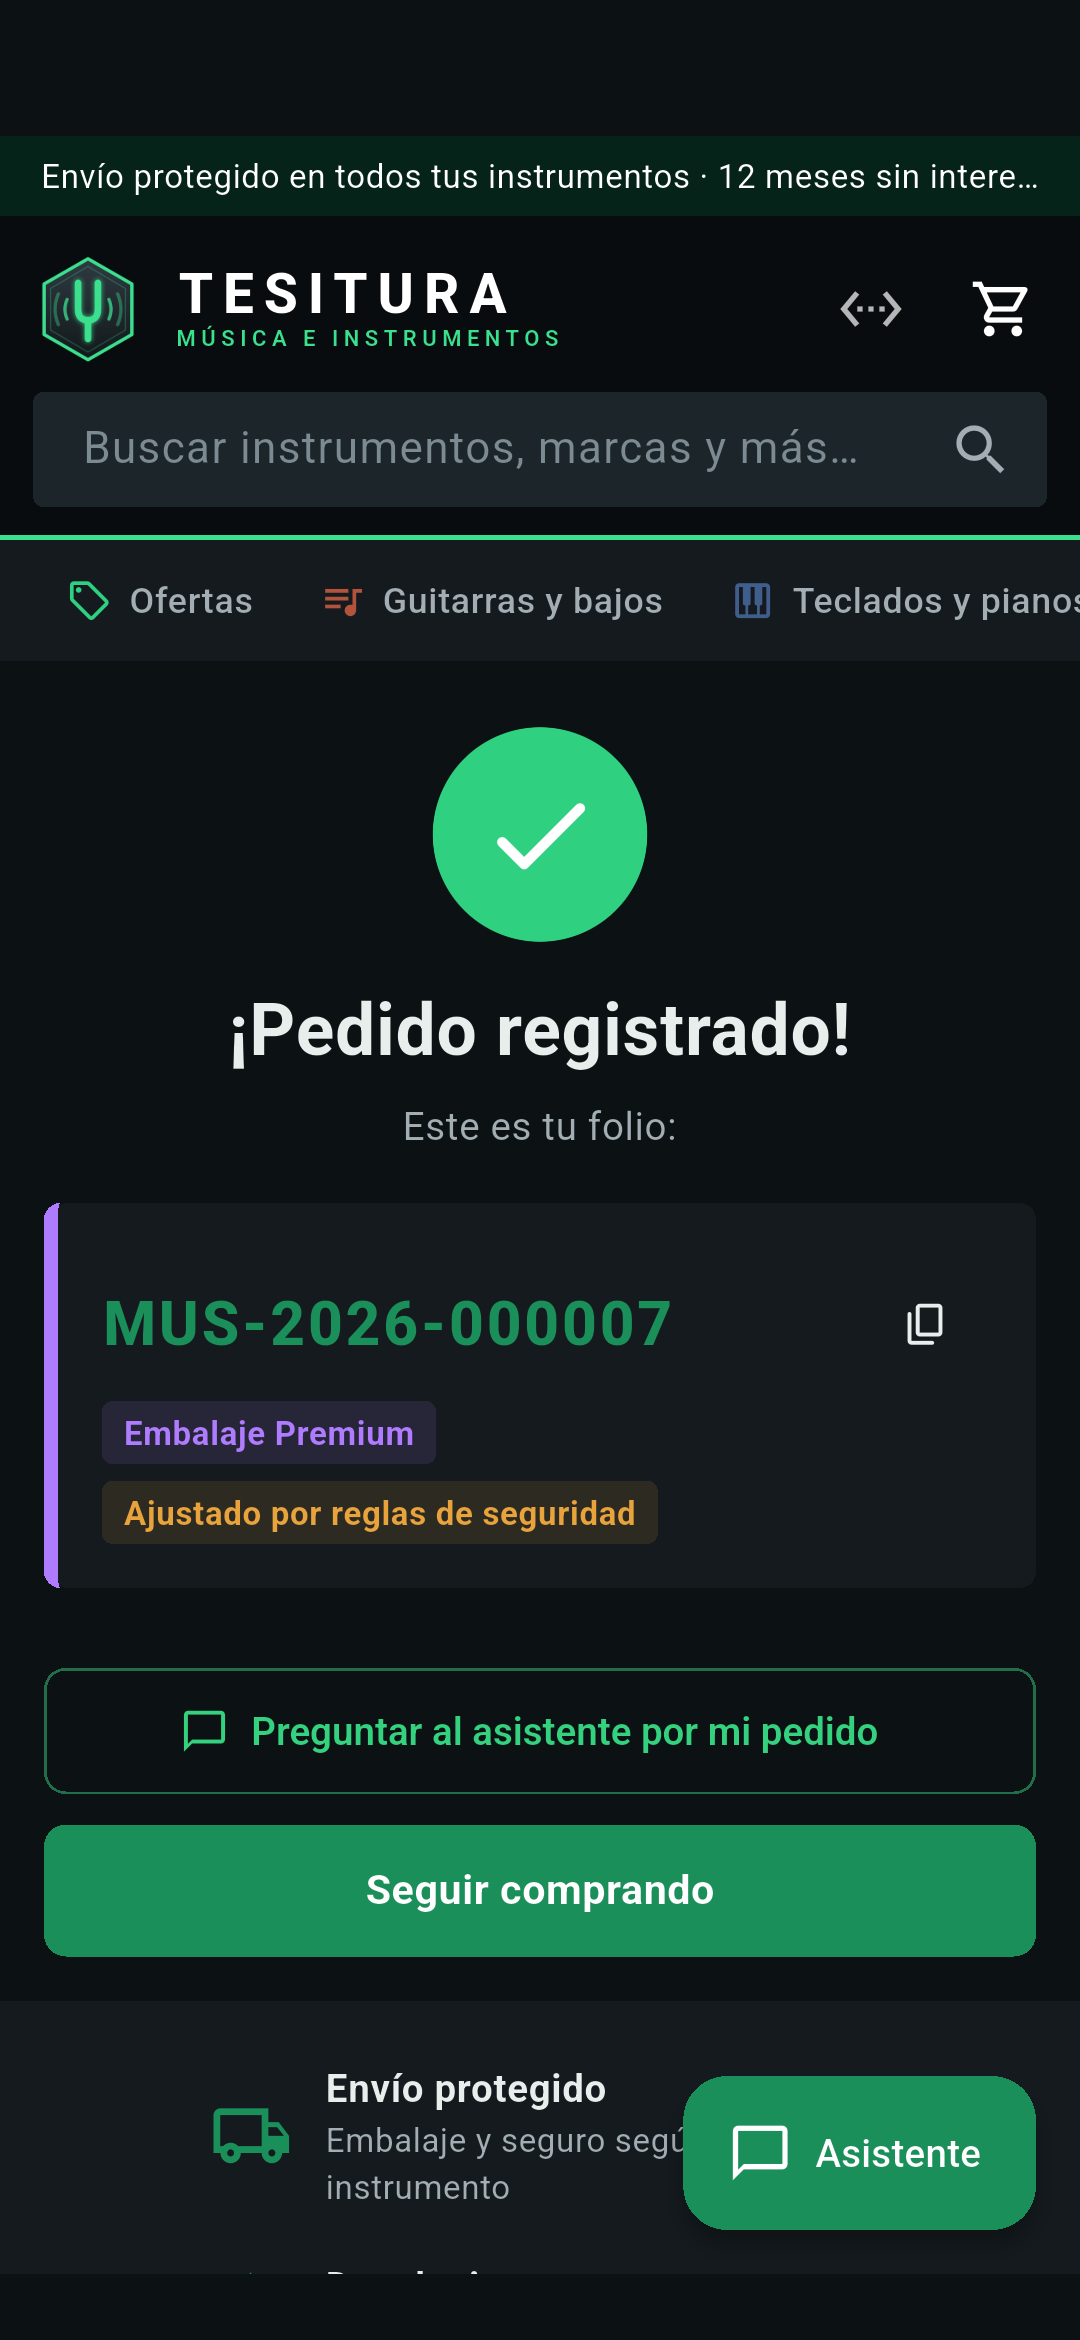 Envío protegido en todos tus instrumentos · 12 meses sin intere…
TESITURA
MÚSICA E INSTRUMENTOS
Buscar instrumentos, marcas y más…
Ofertas
Guitarras y bajos
Teclados y pianos
¡Pedido registrado!
Este es tu folio:
MUS-2026-000007
Embalaje Premium
Ajustado por reglas de seguridad
Preguntar al asistente por mi pedido
Seguir comprando
Envío protegido
Embalaje y seguro segú
instrumento
Asistente